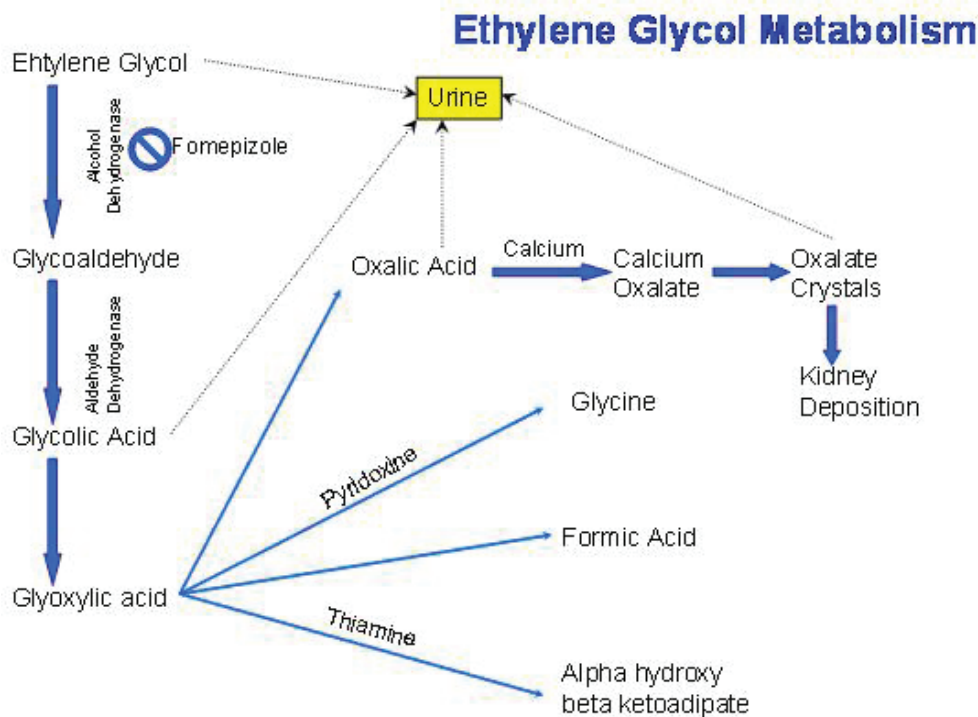 Ethylene Glycol Metabolism
Ehtylene Glycol
Urine
Alcohol
Dehydrogenase
Fomepizole
Glycoaldehyde
Oxalic Acid
Calcium
Calcium
Oxalate
Oxalate
Crystals
Aldehyde
Dehydrogenase
Kidney
Deposition
Glycine
Glycolic Acid
Pyridoxine
Formic Acid
Glyoxylic acid
Thiamine
Alpha hydroxy
beta ketoadipate